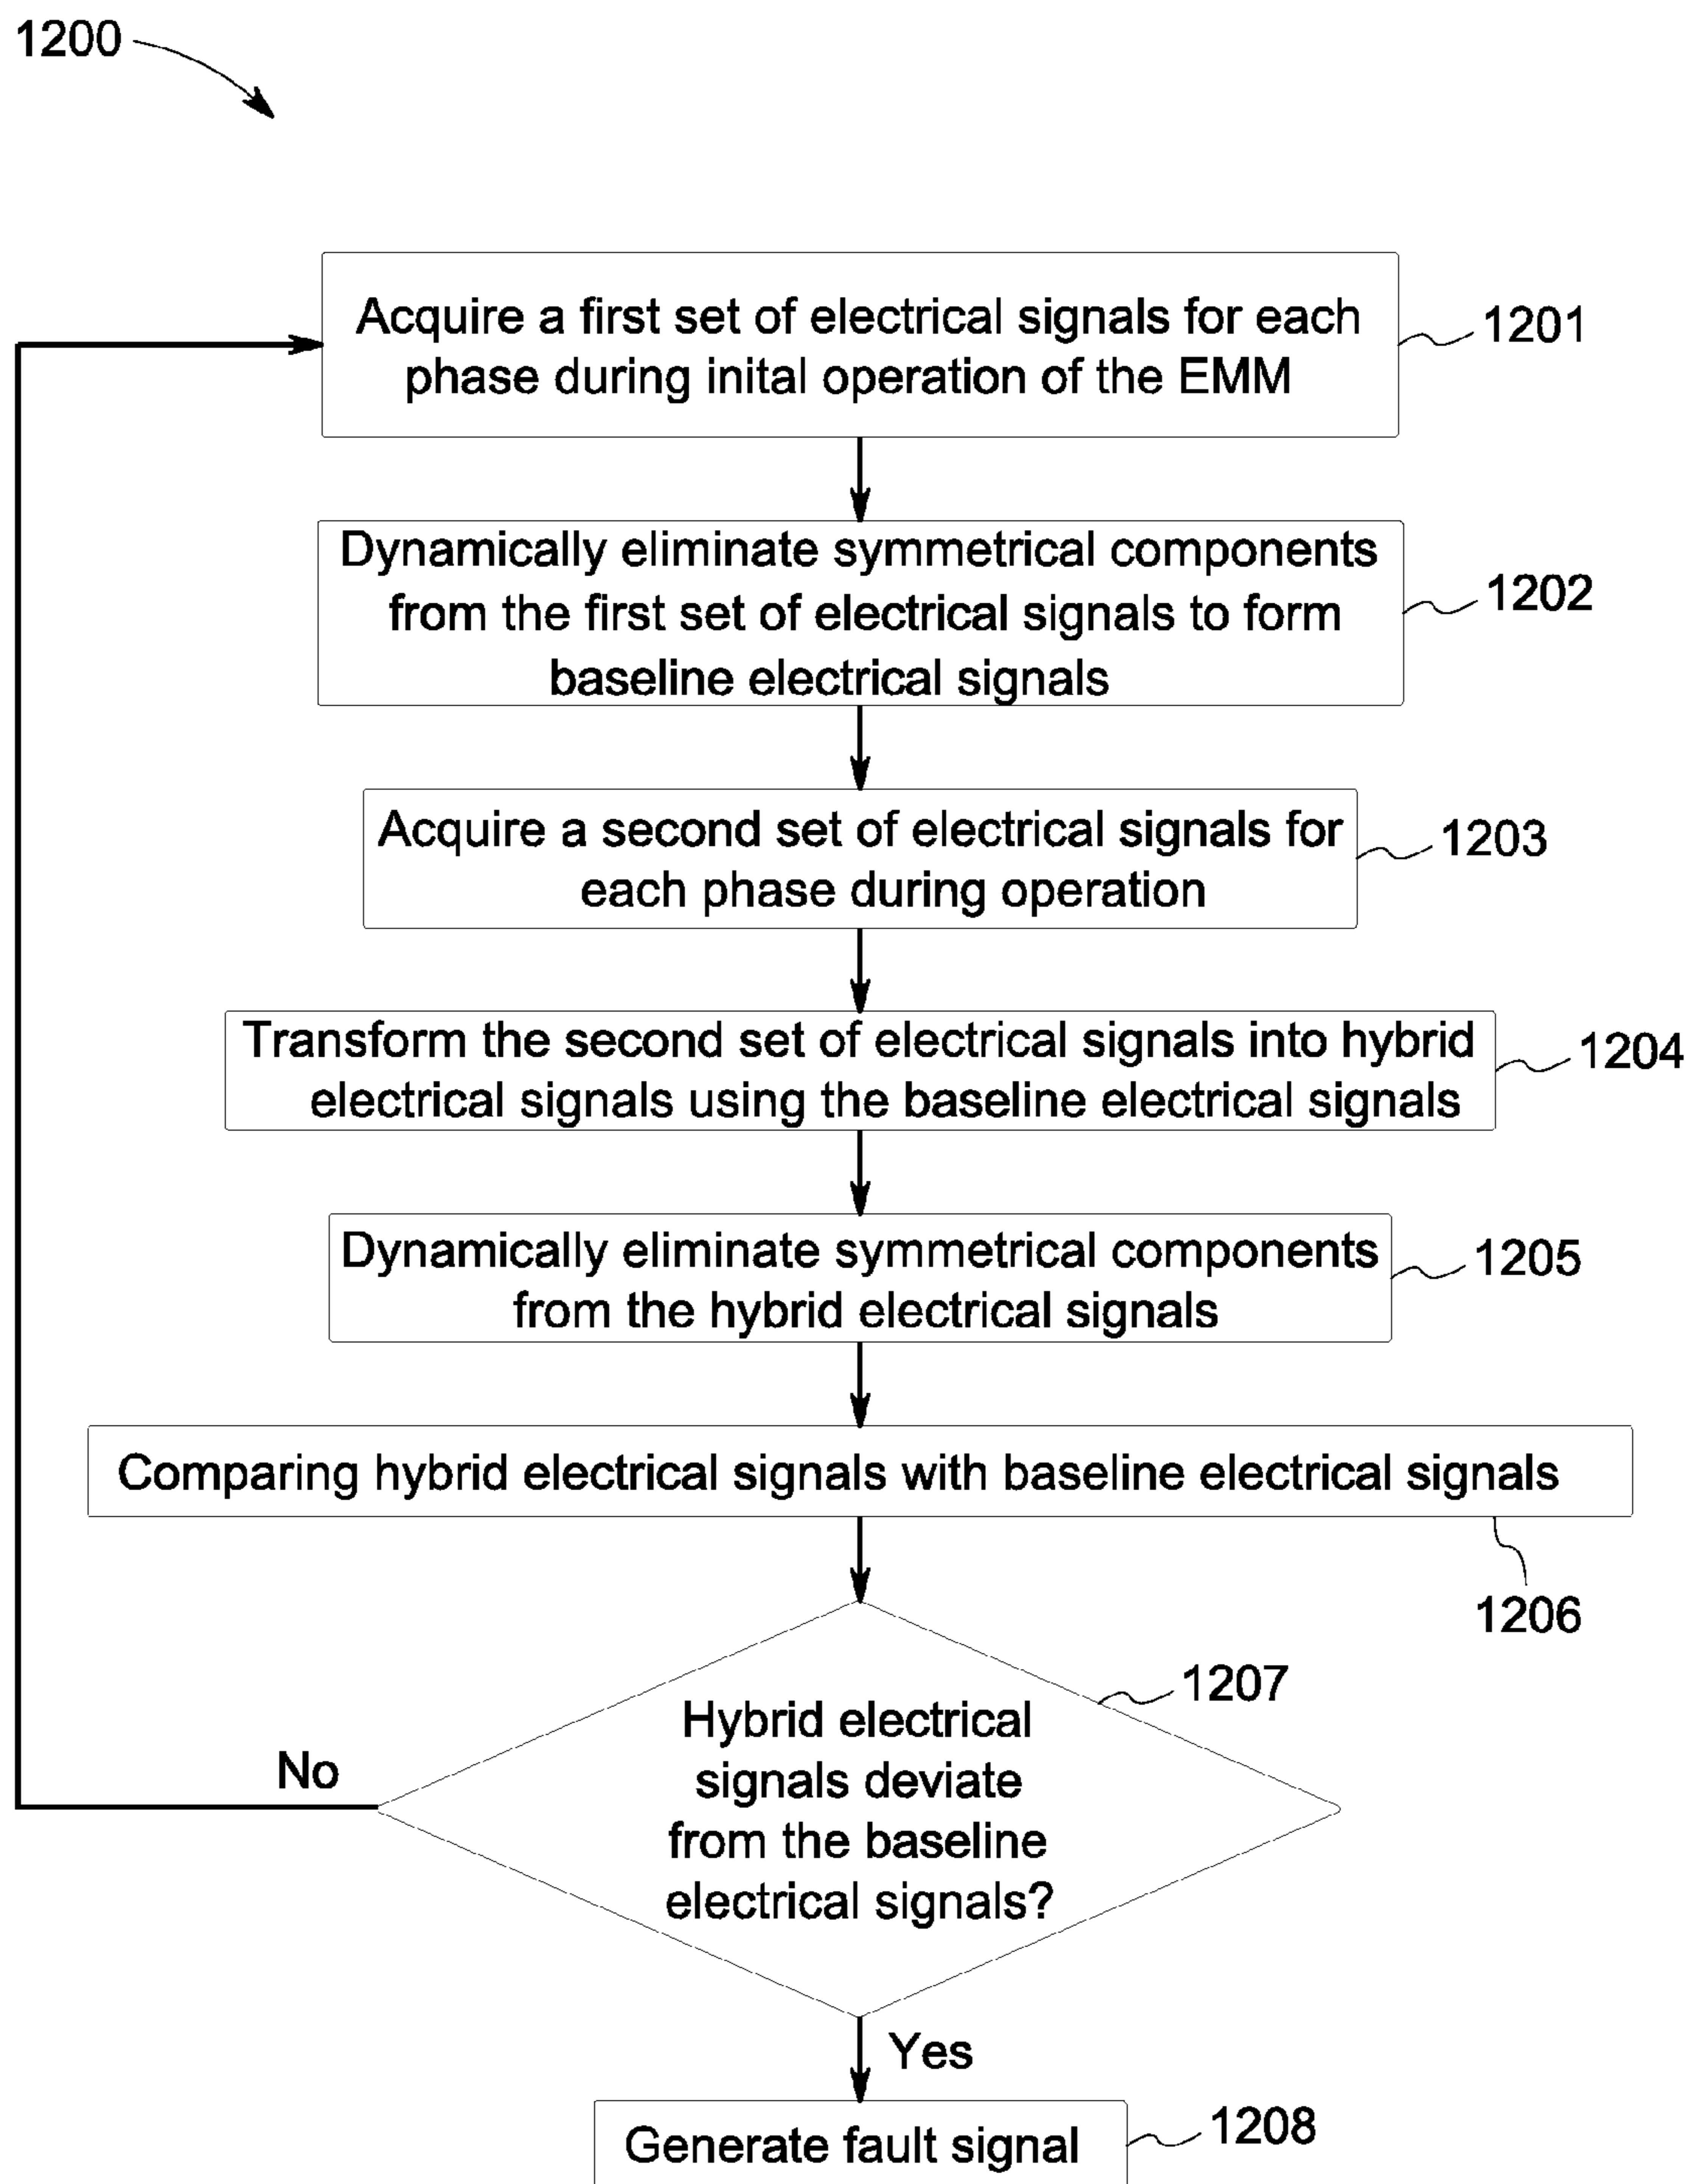 1200
Acquire a first set of electrical signals for each
phase during inital operation of the EMM
1201
Dynamically eliminate symmetrical components
from the first set of electrical signals to form
baseline electrical signals
1202
Acquire a second set of electrical signals for
each phase during operation
1203
Transform the second set of electrical signals into hybrid
electrical signals using the baseline electrical signals
1204
Dynamically eliminate symmetrical components
from the hybrid electrical signals
1205
Comparing hybrid electrical signals with baseline electrical signals
1206
1207
Hybrid electrical
signals deviate
from the baseline
electrical signals?
No
Yes
Generate fault signal
1208